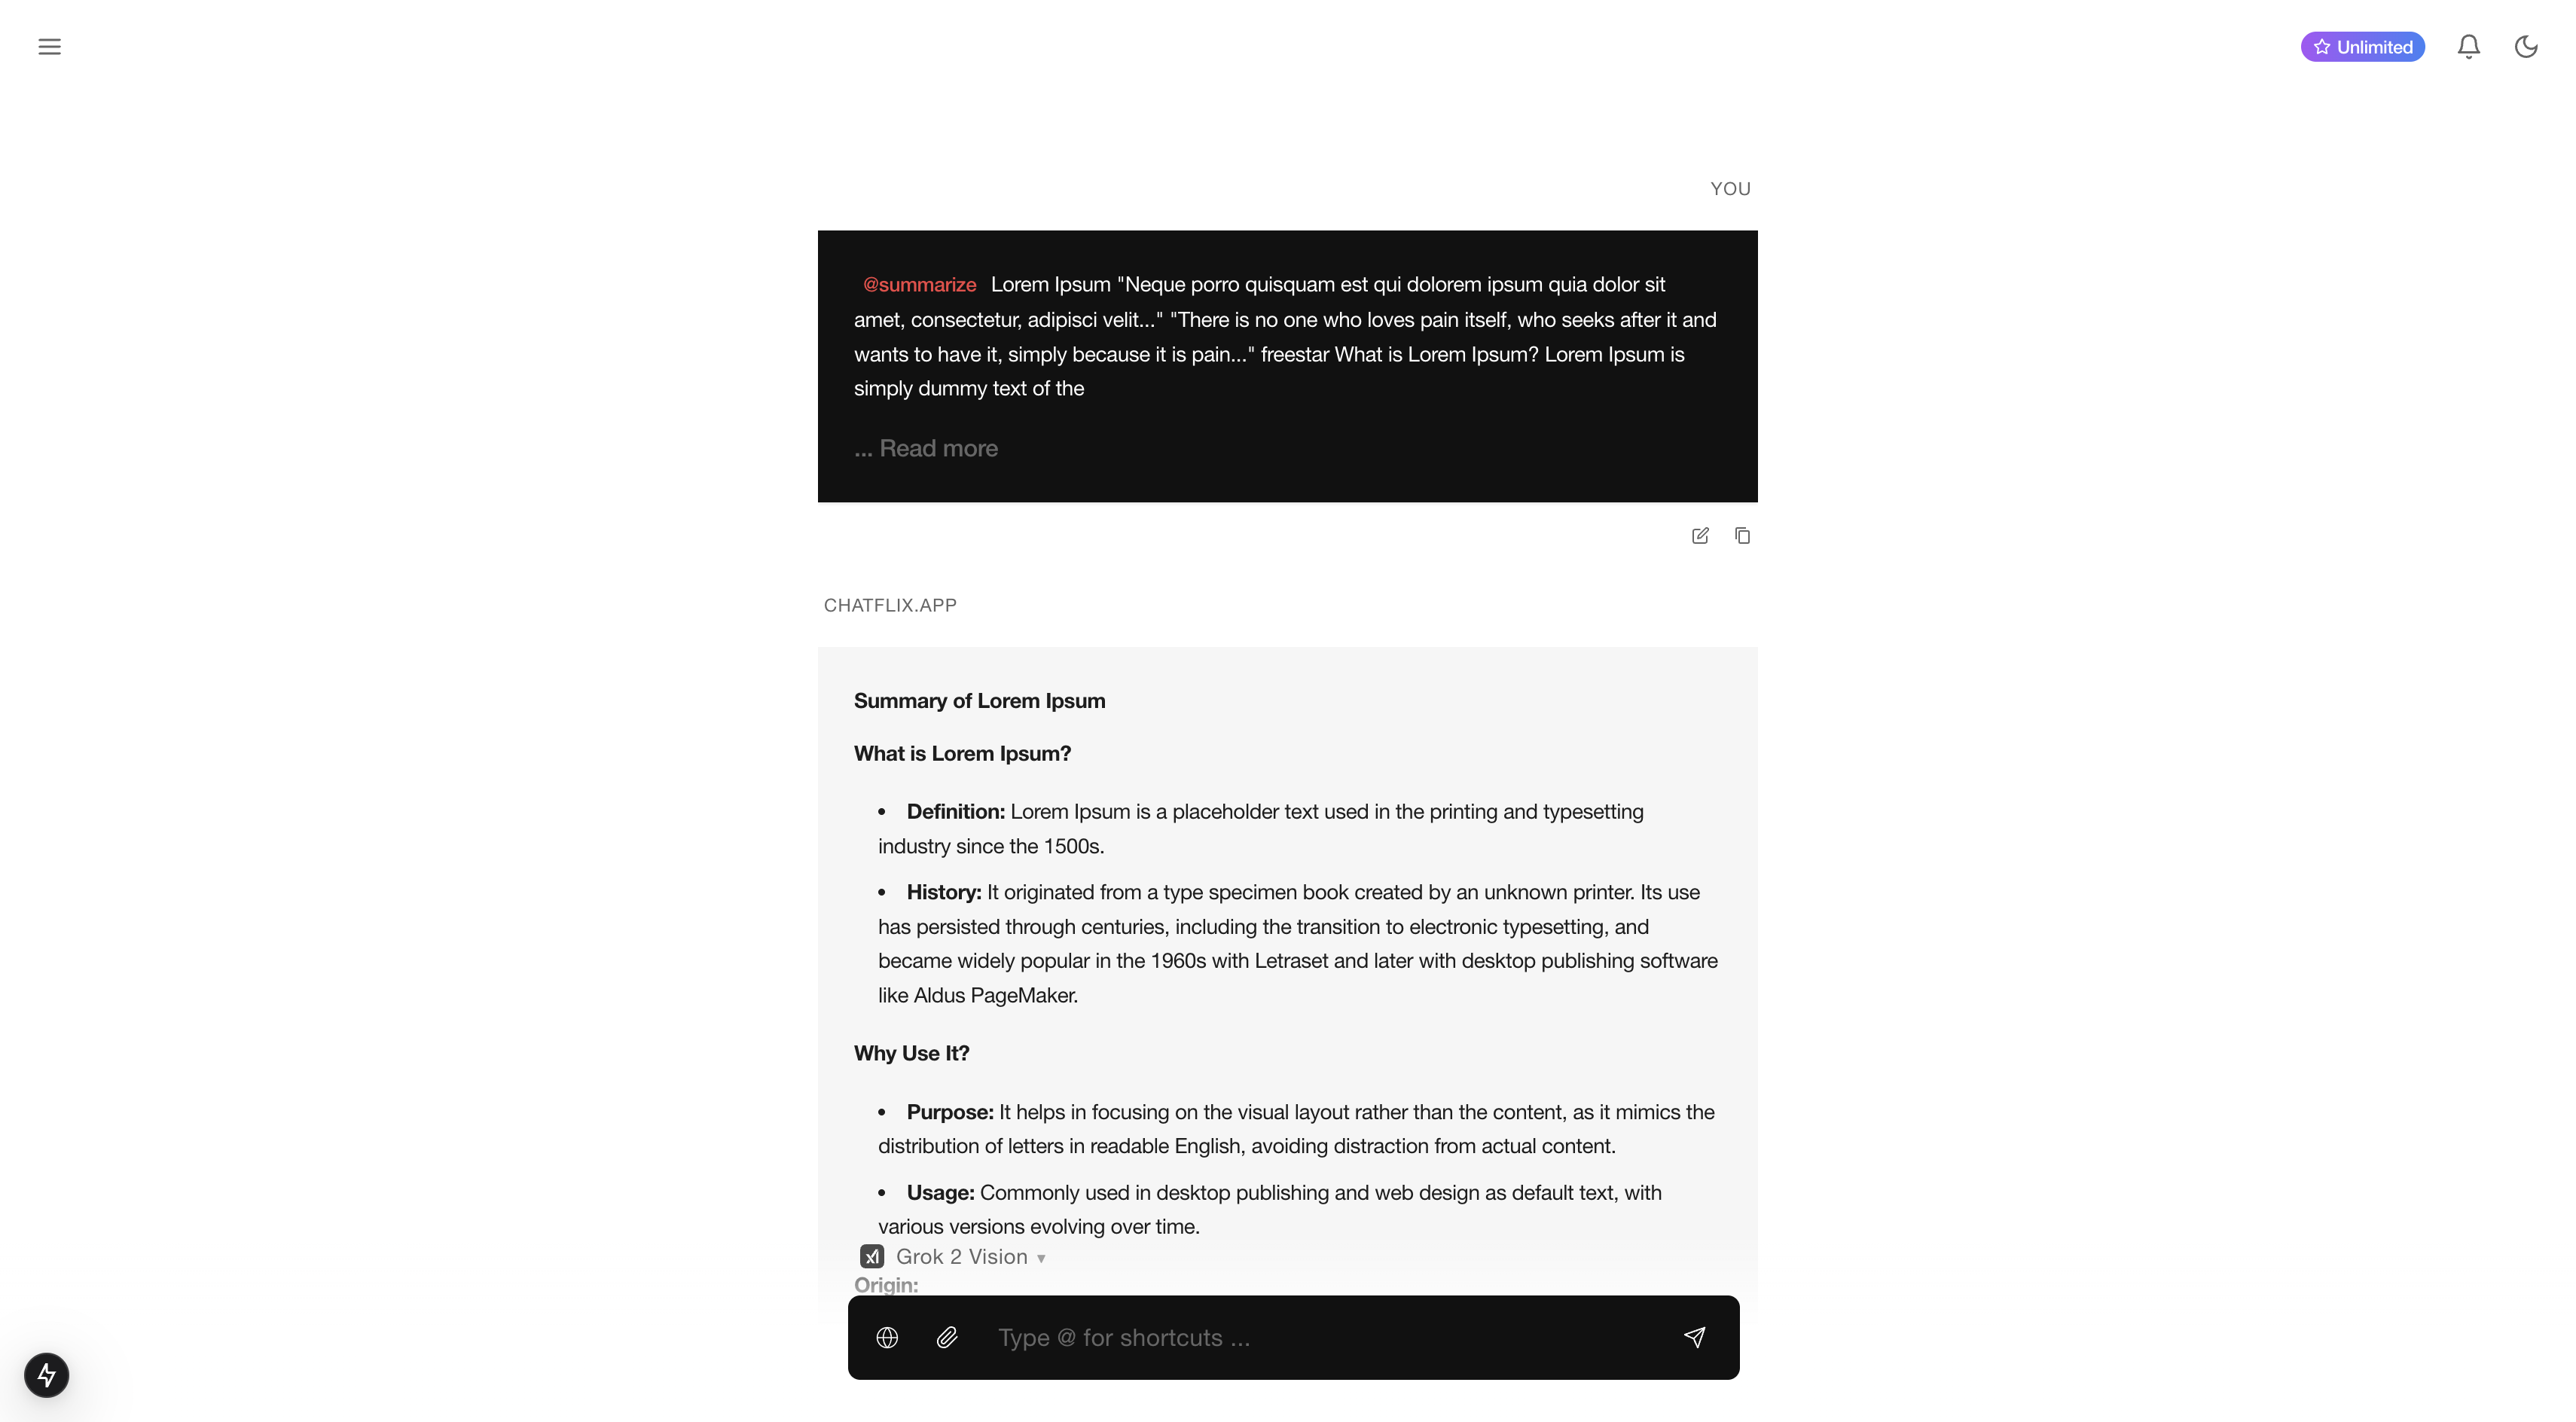 Unlimited
YOU
@summarize Lorem Ipsum "Neque porro quisquam est qui dolorem ipsum quia dolor sit
amet, consectetur, adipisci velit..." "There is no one who loves pain itself, who seeks after it and
wants to have it, simply because it is pain..." freestar What is Lorem Ipsum? Lorem Ipsum is
simply dummy text of the
... Read more
CHATFLIX.APP
Summary of Lorem Ipsum
What is Lorem Ipsum?
• Definition: Lorem Ipsum is a placeholder text used in the printing and typesetting
industry since the 1500s.
• History: It originated from a type specimen book created by an unknown printer. Its use
has persisted through centuries, including the transition to electronic typesetting, and
became widely popular in the 1960s with Letraset and later with desktop publishing software
like Aldus PageMaker.
Why Use It?
• Purpose: It helps in focusing on the visual layout rather than the content, as it mimics the
distribution of letters in readable English, avoiding distraction from actual content.
• Usage: Commonly used in desktop publishing and web design as default text, with
various versions evolving over time.
Grok 2 Vision ▾
Origin:
Type @ for shortcuts ...